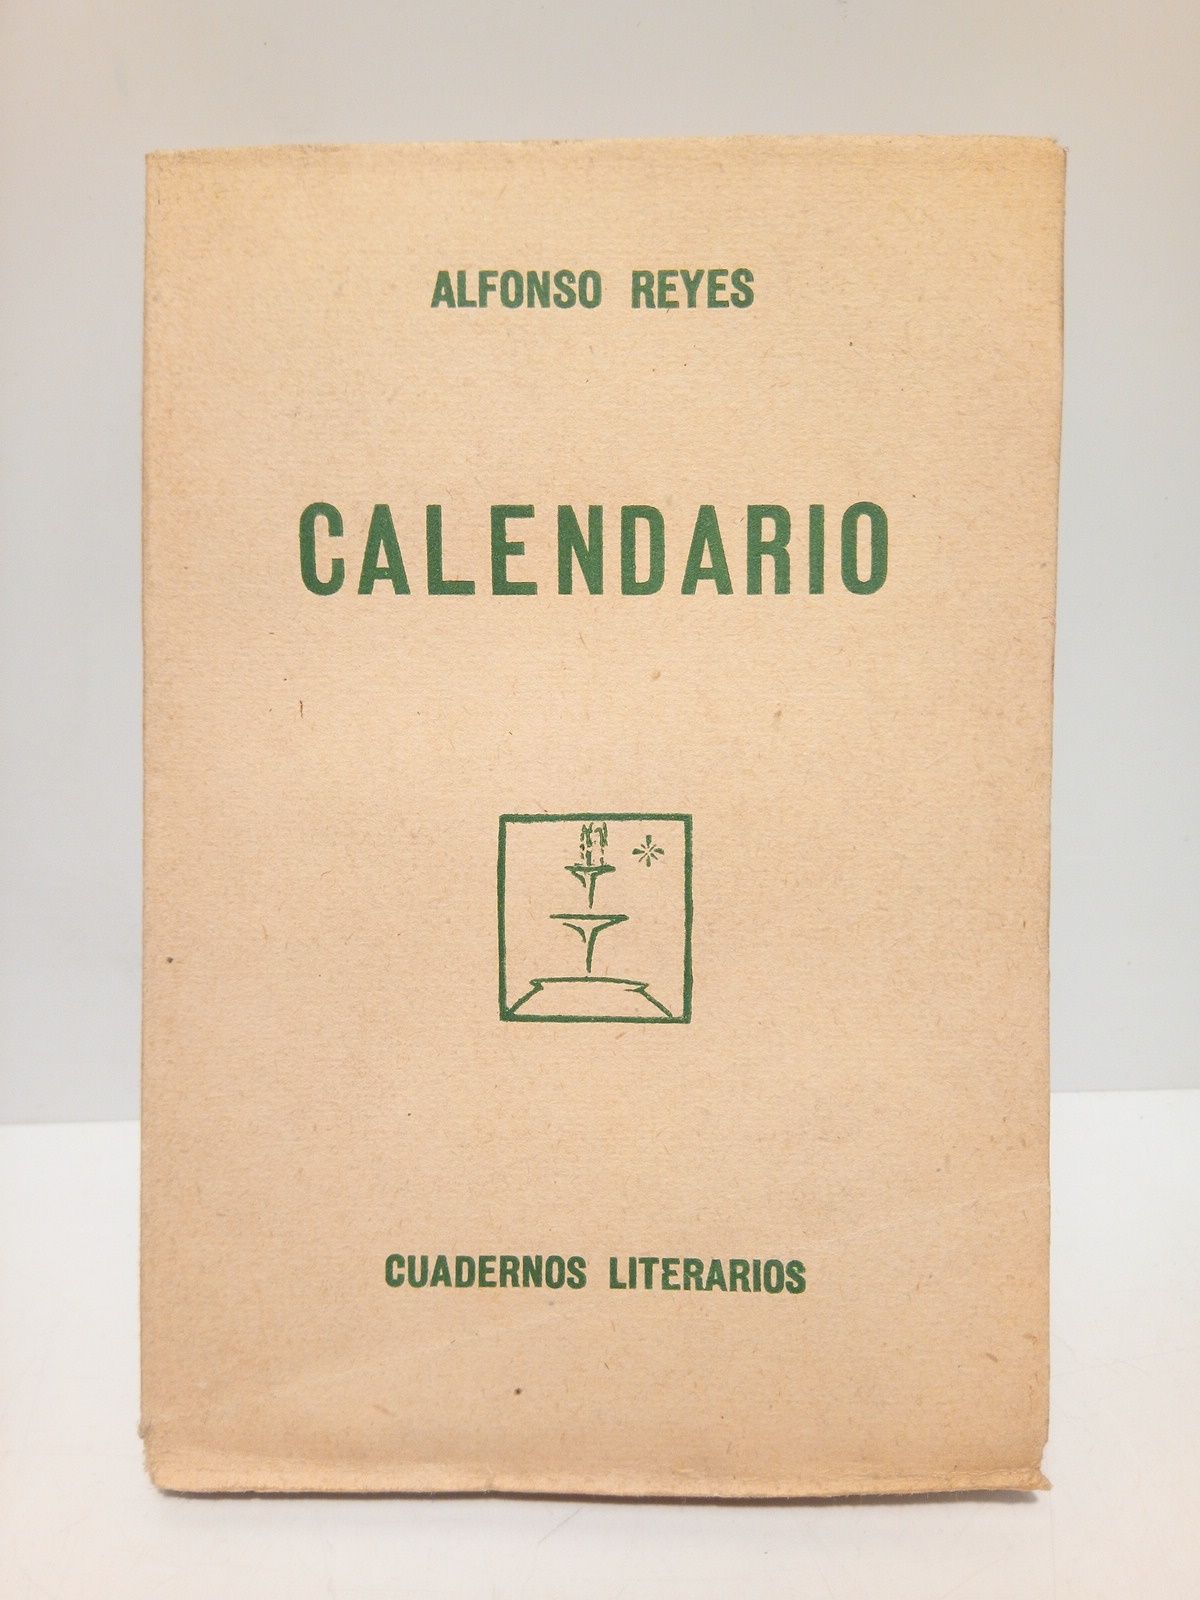 ALFONSO REYES
CALENDARIO
CUADERNOS LITERARIOS